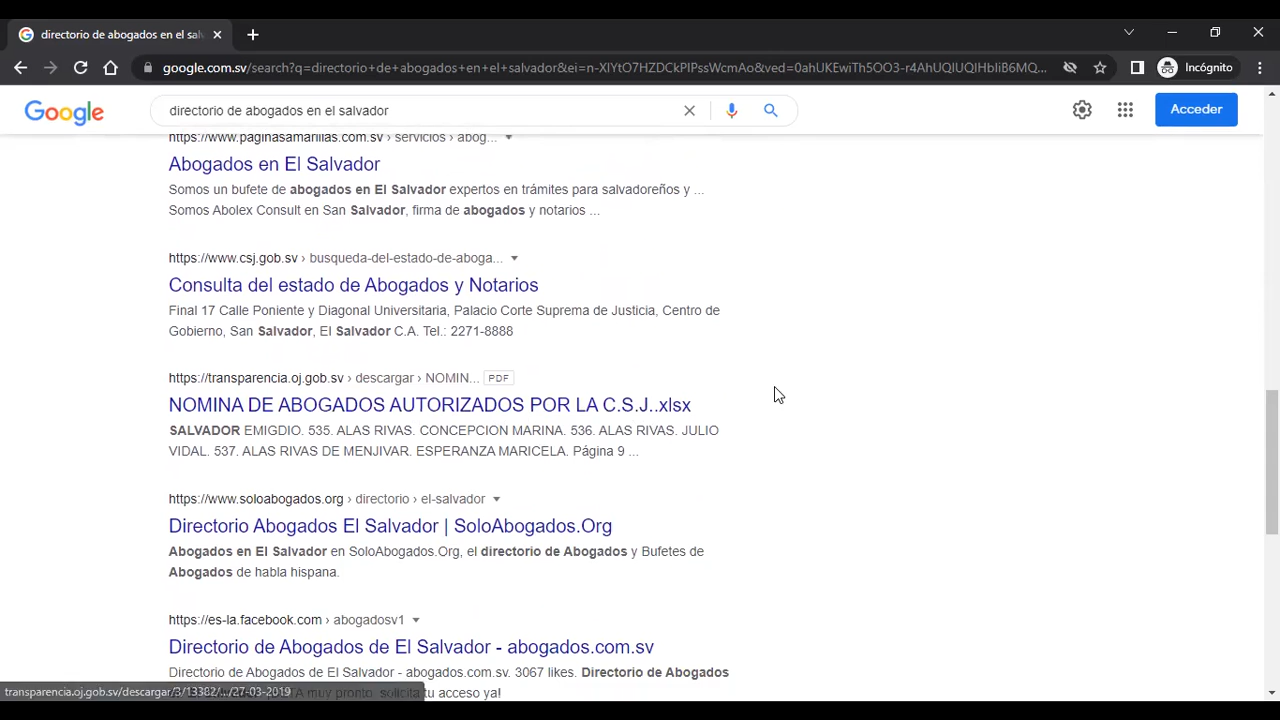 directorio de abogados en el sal
google.com.sv/search?q=directorio+de+abogados+en+el+salvador&ei=n-XIYtO7HZDCkPIPssWcmAo&ved=0ahUKEwiTh5OO3-r4AhUQIUQIHbliB6MQ...
Incógnito
Google
directorio de abogados en el salvador
Acceder
https://www.paginasamarillas.com.sv › servicios › abog...
Abogados en El Salvador
Somos un bufete de abogados en El Salvador expertos en trámites para salvadoreños y ...
Somos Abolex Consult en San Salvador, firma de abogados y notarios ...
https://www.csj.gob.sv › busqueda-del-estado-de-aboga...
Consulta del estado de Abogados y Notarios
Final 17 Calle Poniente y Diagonal Universitaria, Palacio Corte Suprema de Justicia, Centro de
Gobierno, San Salvador, El Salvador C.A. Tel.: 2271-8888
https://transparencia.oj.gob.sv › descargar › NOMIN... PDF
NOMINA DE ABOGADOS AUTORIZADOS POR LA C.S.J..xlsx
SALVADOR EMIGDIO. 535. ALAS RIVAS. CONCEPCION MARINA. 536. ALAS RIVAS. JULIO
VIDAL. 537. ALAS RIVAS DE MENJIVAR. ESPERANZA MARICELA. Página 9 ...
https://www.soloabogados.org › directorio › el-salvador
Directorio Abogados El Salvador | SoloAbogados.Org
Abogados en El Salvador en SoloAbogados.Org, el directorio de Abogados y Bufetes de
Abogados de habla hispana.
https://es-la.facebook.com › abogadosv1
Directorio de Abogados de El Salvador - abogados.com.sv
Directorio de Abogados de El Salvador - abogados.com.sv. 3067 likes. Directorio de Abogados
muy pronto, solicita tu acceso ya!
transparencia.oj.gob.sv/descargar/3/13382/.../27-03-2019